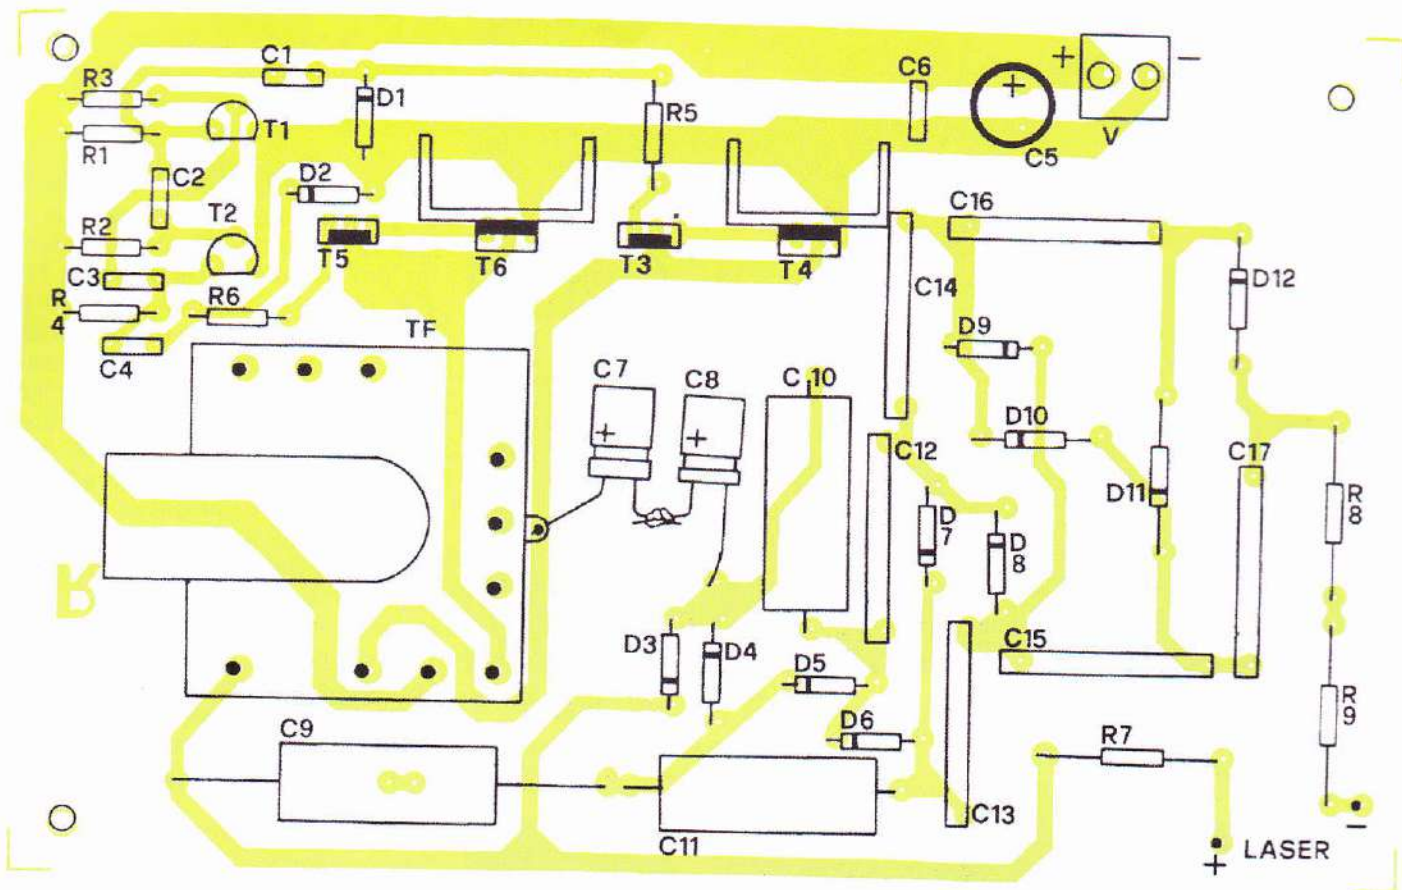 C1
R3
D1
C6
+ -
+
T1
R5
V
R1
C5
C2
D2
C16
T2
R2
T5
T6
T3
T4
C3
C14
D12
R
4
R6
TF
D9
C4
C7
C8
C 10
+
+
D10
C12
C17
D11
D
7
R
8
D
8
R
D3
D4
C15
D5
R
9
D6
C9
R7
C13
C11
-
+ LASER